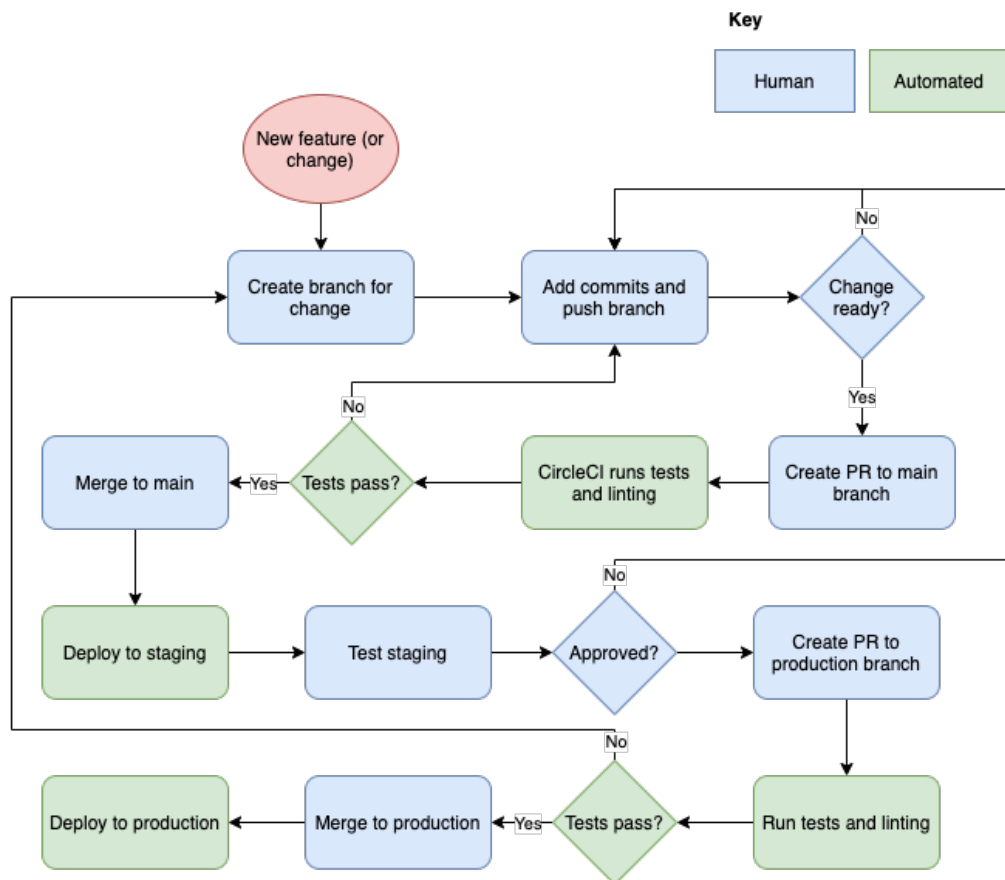 Key
Human
Automated
New feature (or
change)
No
Create branch for
change
Add commits and
push branch
Change
ready?
Yes
No
Merge to main
Yes
Tests pass?
CircleCI runs tests
and linting
Create PR to main
branch
No
Deploy to staging
Test staging
Approved?
Create PR to
production branch
No
Deploy to production
Merge to production
Yes
Tests pass?
Run tests and linting